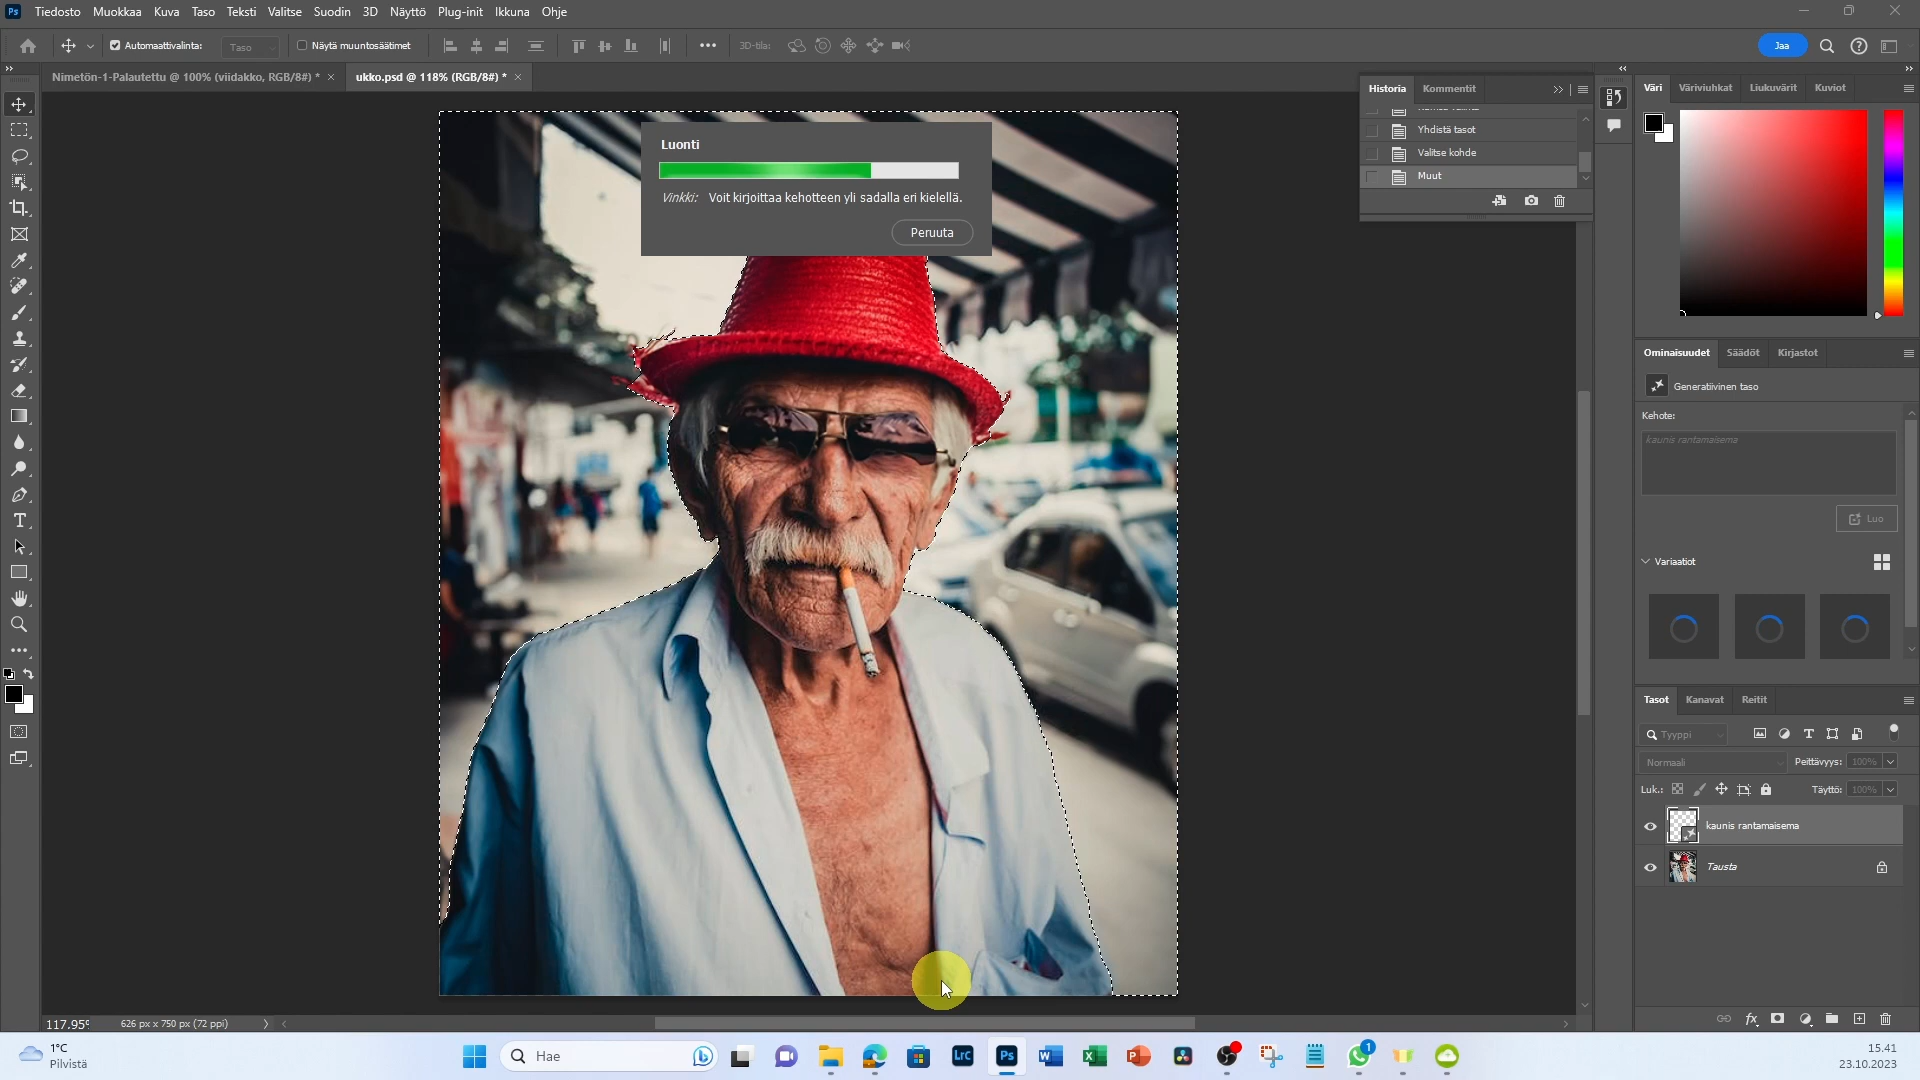 Ps Tiedosto Muokkaa Kuva Taso Teksti Valitse Suodin 3D Näyttö Plug-init Ikkuna Ohje
Automaattivalinta: Taso Näytä muuntosäätimet 3D-tila: Jaa
Nimetön-1-Palautettu @ 100% (viidakko, RGB/8#) * ukko.psd @ 118% (RGB/8#) *
Historia Kommentit
Yhdistä tasot
Valitse kohde
Muut
Luonti
Vinkki: Voit kirjoittaa kehotteen yli sadalla eri kielellä.
Peruuta
Väri Väriviuhkat Liukuvärit Kuviot
Ominaisuudet Säädöt Kirjastot
Generatiivinen taso
Kehote:
kaunis rantamaisema
Luo
Variaatiot
Tasot Kanavat Reitit
Tyyppi
Normaali Peittävyys: 100%
Luk.: Täyttö: 100%
kaunis rantamaisema
Tausta
117.95% 626 px x 750 px (72 ppi)
1°C
Pilvistä
Hae
LrC
Ps
1
15.41
23.10.2023